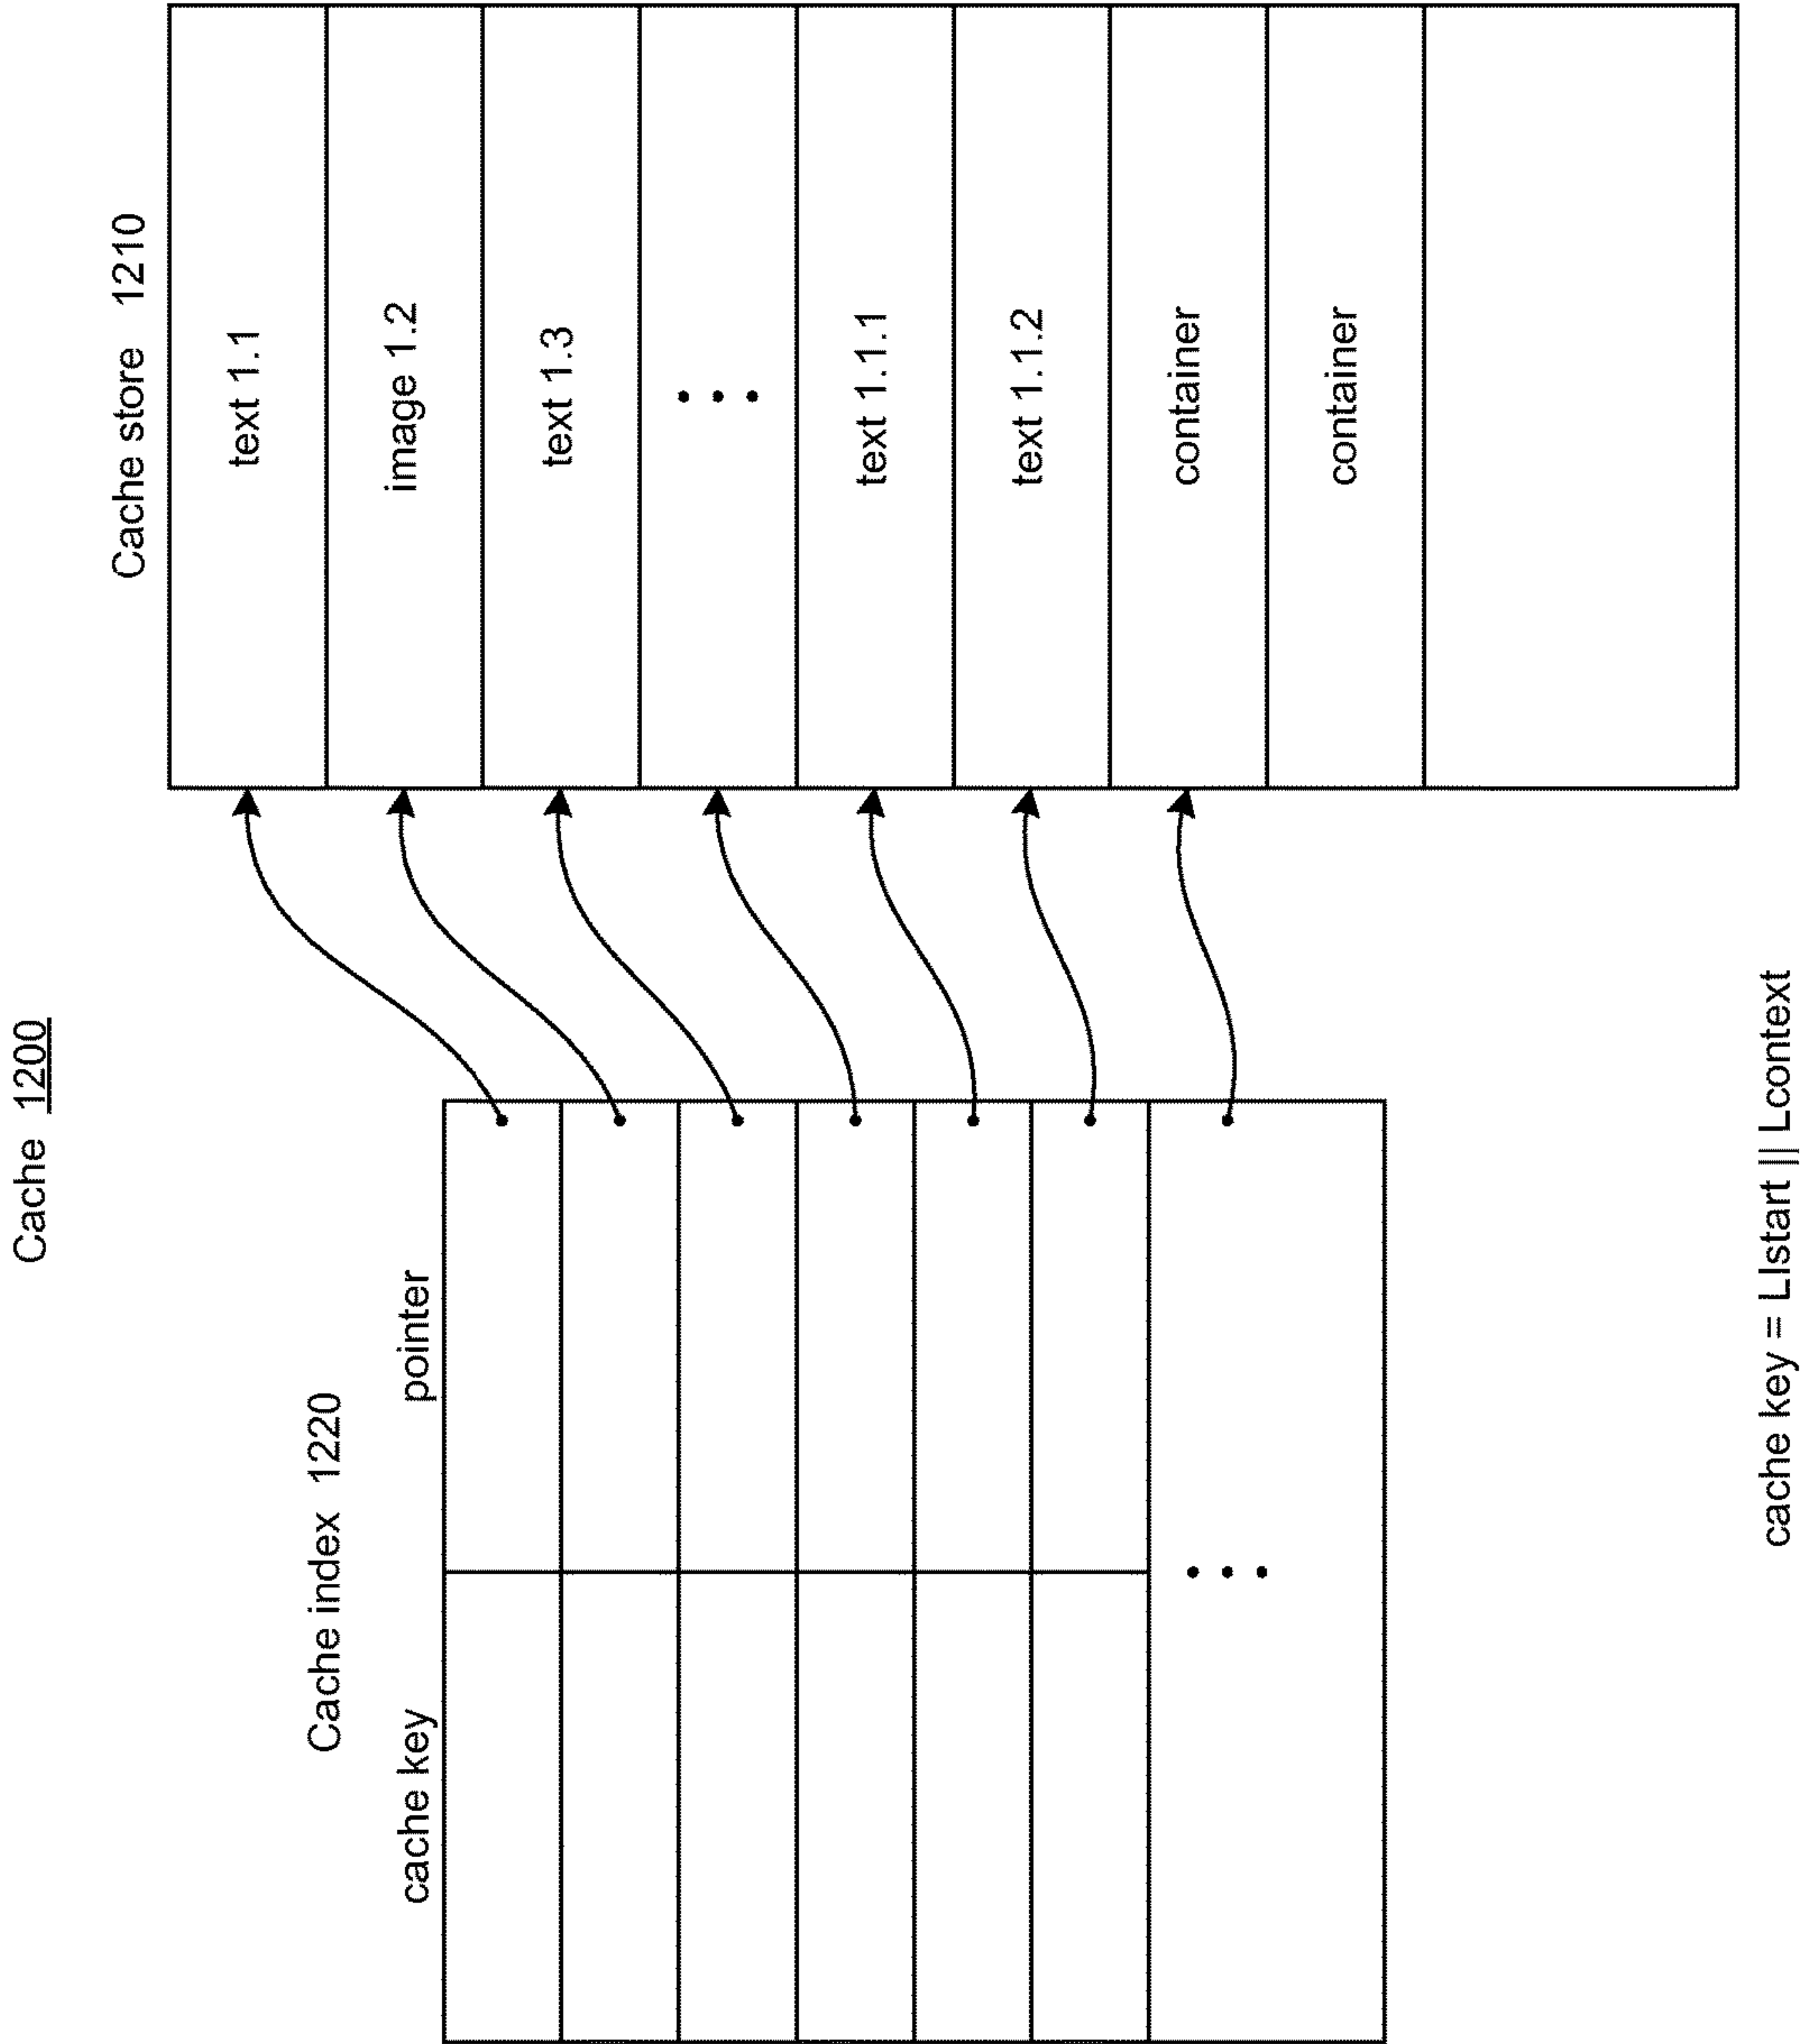 Cache 1200
Cache index 1220
cache key
pointer
Cache store 1210
text 1.1
image 1.2
text 1.3
text 1.1.1
text 1.1.2
container
container
cache key = LIstart || Lcontext